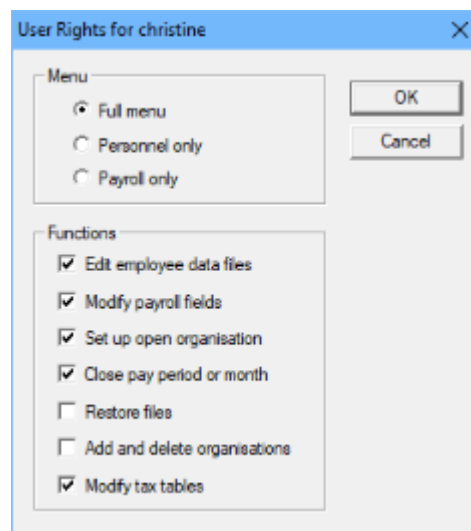 User Rights for christine
Menu
Full menu
Personnel only
Payroll only
OK
Cancel
Functions
Edit employee data files
Modify payroll fields
Set up open organisation
Close pay period or month
Restore files
Add and delete organisations
Modify tax tables